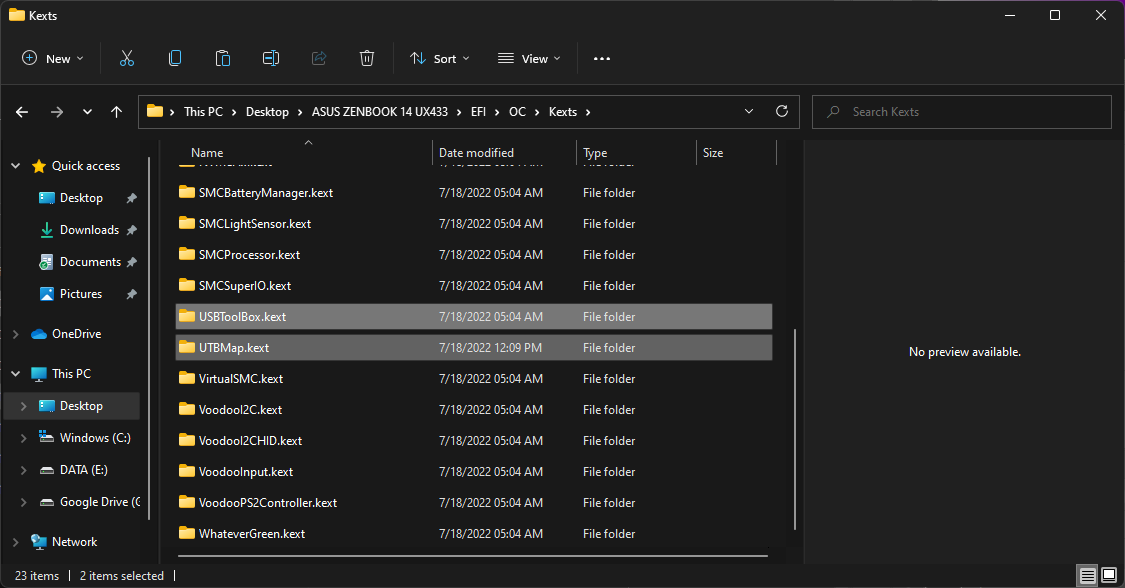 Kexts
New
Sort
View
This PC > Desktop > ASUS ZENBOOK 14 UX433 > EFI > OC > Kexts >
Search Kexts
Name Date modified Type Size
Quick access
Desktop
Downloads
Documents
Pictures
OneDrive
This PC
Desktop
Windows (C:)
DATA (E:)
Google Drive (G
Network
SMCBatteryManager.kext 7/18/2022 05:04 AM File folder
SMCLightSensor.kext 7/18/2022 05:04 AM File folder
SMCProcessor.kext 7/18/2022 05:04 AM File folder
SMCSuperIO.kext 7/18/2022 05:04 AM File folder
USBToolBox.kext 7/18/2022 05:04 AM File folder
UTBMap.kext 7/18/2022 12:09 PM File folder
VirtualSMC.kext 7/18/2022 05:04 AM File folder
VoodooI2C.kext 7/18/2022 05:04 AM File folder
VoodooI2CHID.kext 7/18/2022 05:04 AM File folder
VoodooInput.kext 7/18/2022 05:04 AM File folder
VoodooPS2Controller.kext 7/18/2022 05:04 AM File folder
WhateverGreen.kext 7/18/2022 05:04 AM File folder
No preview available.
23 items | 2 items selected |